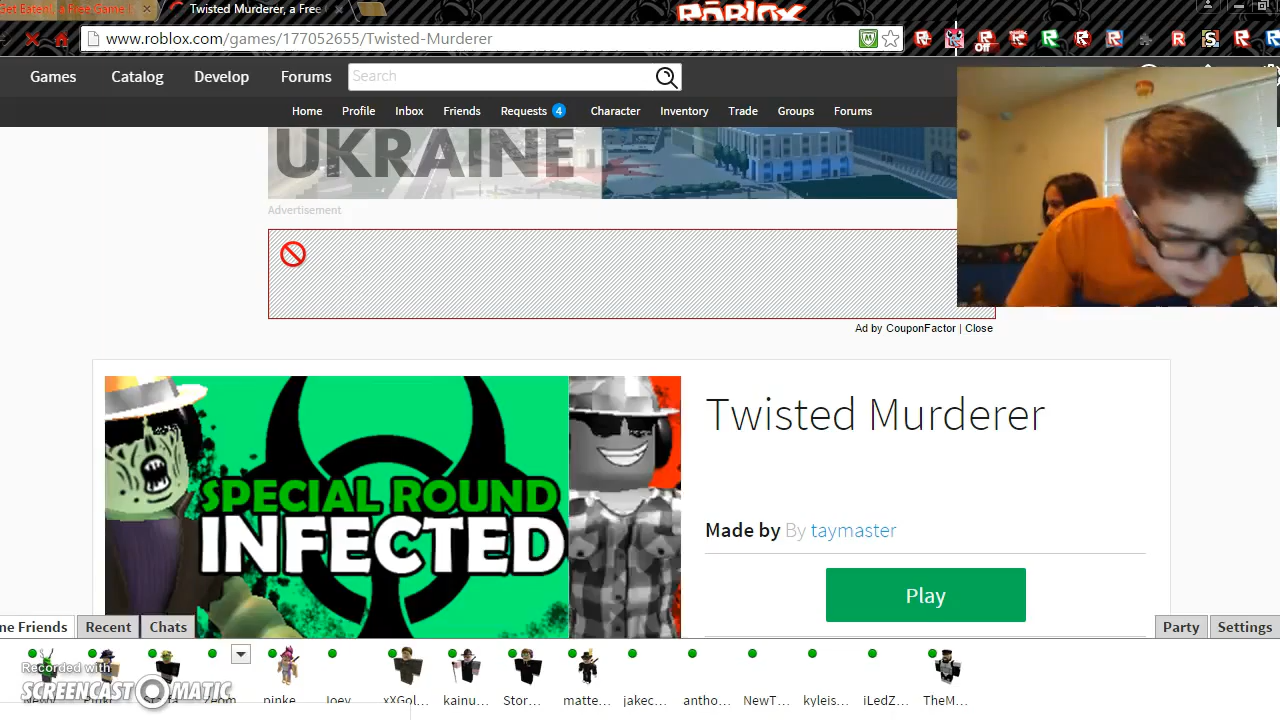 Get Eaten!, a Free Game
Twisted Murderer, a Free
ROBLOX
www.roblox.com/games/177052655/Twisted-Murderer
Off
Games Catalog Develop Forums Search
Home Profile Inbox Friends Requests 4 Character Inventory Trade Groups Forums
UKRAINE
Advertisement
Ad by CouponFactor | Close
SPECIAL ROUND
INFECTED
Twisted Murderer
Made by By taymaster
Play
ne Friends Recent Chats Party Settings
Recorded with
SCREENCAST-O-MATIC
pinke Joey xXGol... kainu... Stor... matte... jakec... antho... NewT... kyleis... iLedZ... TheM...